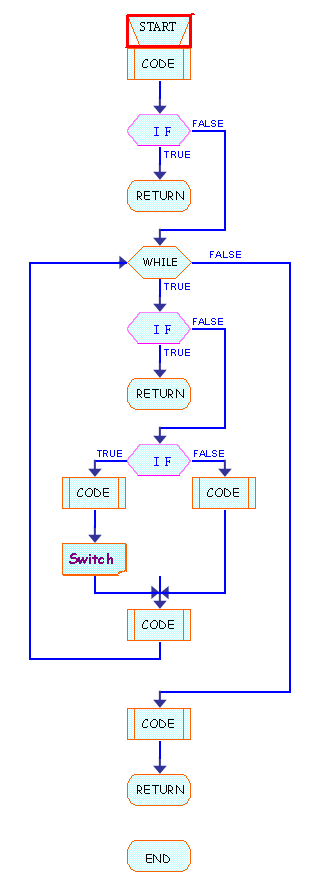 START
CODE
I F
FALSE
TRUE
RETURN
WHILE
FALSE
TRUE
I F
FALSE
TRUE
RETURN
TRUE
I F
FALSE
CODE
CODE
Switch
CODE
CODE
RETURN
END